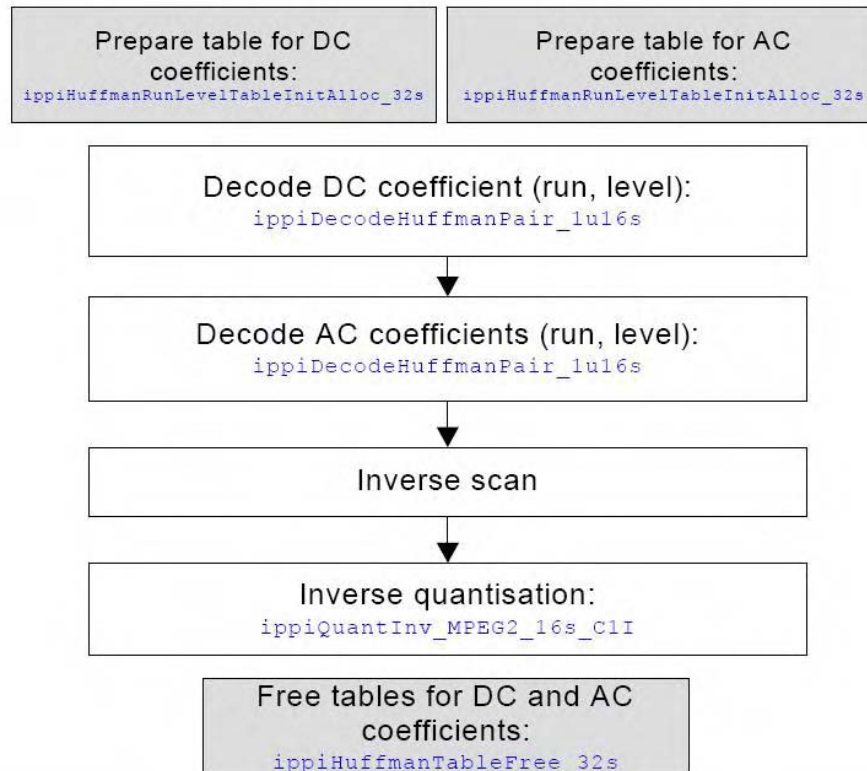 Prepare table for DC
coefficients:
ippiHuffmanRunLevelTableInitAlloc_32s
Prepare table for AC
coefficients:
ippiHuffmanRunLevelTableInitAlloc_32s
Decode DC coefficient (run, level):
ippiDecodeHuffmanPair_1u16s
Decode AC coefficients (run, level):
ippiDecodeHuffmanPair_1u16s
Inverse scan
Inverse quantisation:
ippiQuantInv_MPEG2_16s_C1I
Free tables for DC and AC
coefficients:
ippiHuffmanTableFree_32s